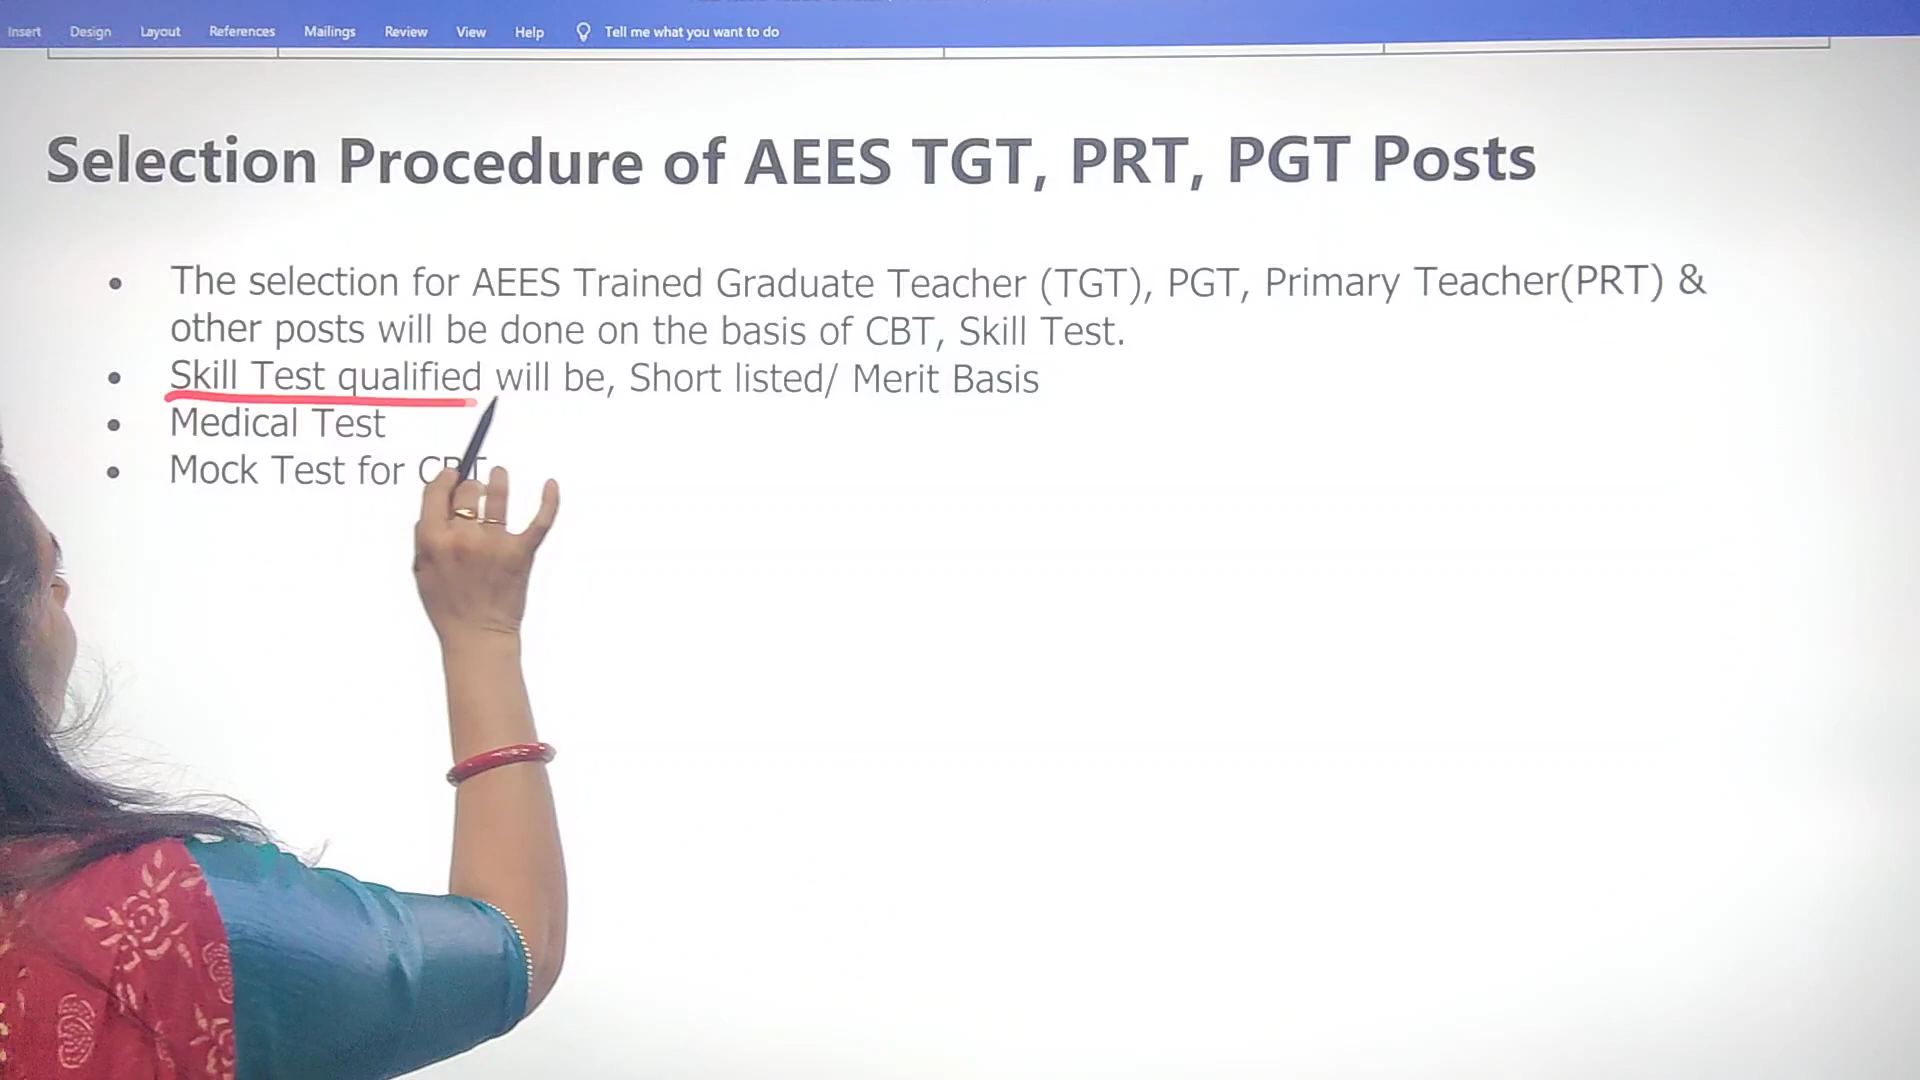 Insert Design Layout References Mailings Review View Help Tell me what you want to do
Selection Procedure of AEES TGT, PRT, PGT Posts
• The selection for AEES Trained Graduate Teacher (TGT), PGT, Primary Teacher(PRT) &
other posts will be done on the basis of CBT, Skill Test.
• Skill Test qualified will be, Short listed/ Merit Basis
• Medical Test
• Mock Test for CBT